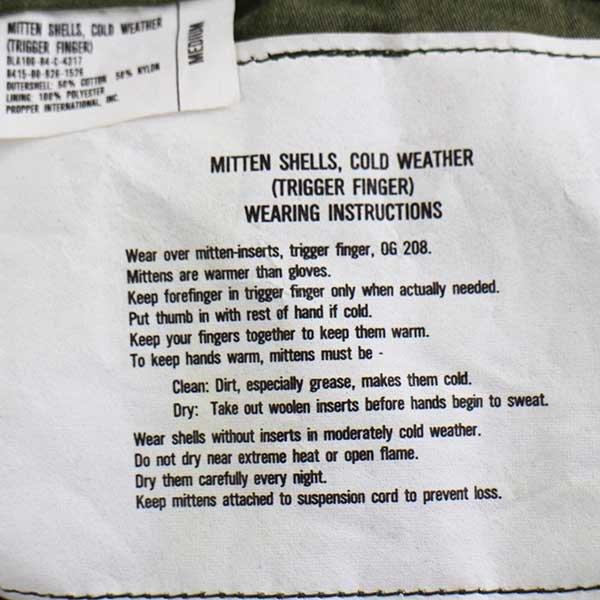 MITTEN SHELLS, COLD WEATHER
(TRIGGER FINGER)
DLA100-84-C-4317
8415-00-926-1526
OUTERSHELL: 50% COTTON 50% NYLON
LINING 100% POLYESTER
PROPPER INTERNATIONAL, INC.
MEDIUM
MITTEN SHELLS, COLD WEATHER
(TRIGGER FINGER)
WEARING INSTRUCTIONS
Wear over mitten-inserts, trigger finger, OG 208.
Mittens are warmer than gloves.
Keep forefinger in trigger finger only when actually needed.
Put thumb in with rest of hand if cold.
Keep your fingers together to keep them warm.
To keep hands warm, mittens must be -
Clean: Dirt, especially grease, makes them cold.
Dry: Take out woolen inserts before hands begin to sweat.
Wear shells without inserts in moderately cold weather.
Do not dry near extreme heat or open flame.
Dry them carefully every night.
Keep mittens attached to suspension cord to prevent loss.